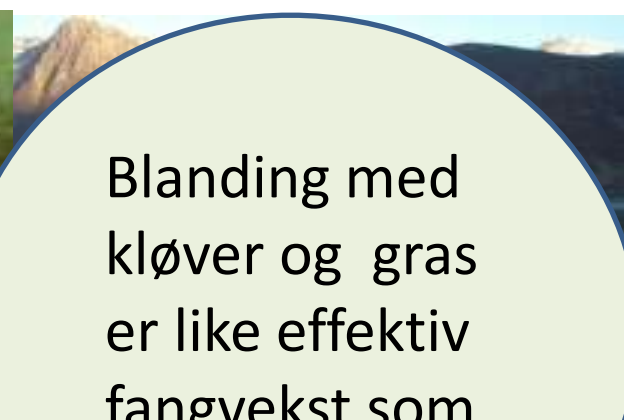 Blanding med
kløver og  gras
er like effektiv
fangvekst som